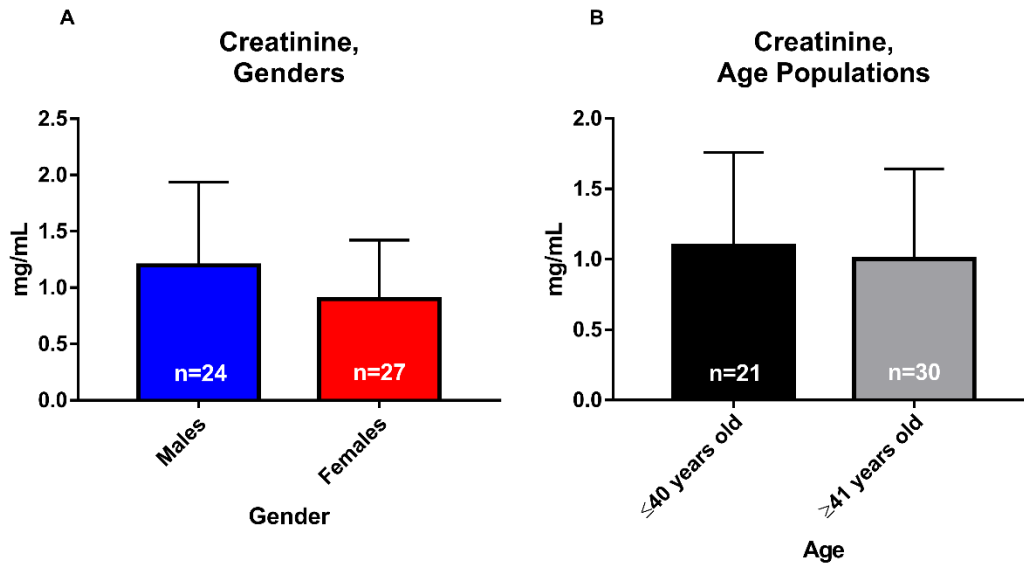 A
Creatinine,
Genders
mg/mL
2.5
2.0
1.5
1.0
0.5
0.0
n=24
n=27
Males
Females
Gender
B
Creatinine,
Age Populations
mg/mL
2.0
1.5
1.0
0.5
0.0
n=21
n=30
≤40 years old
≥41 years old
Age